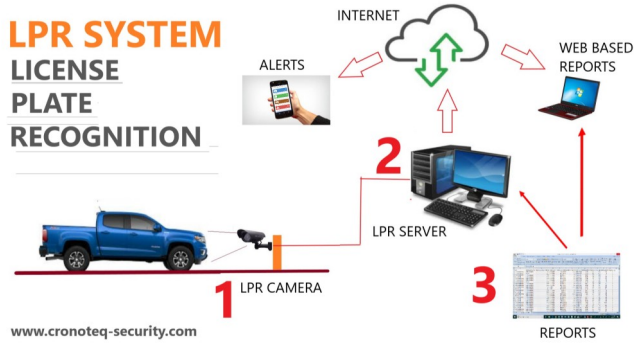 LPR SYSTEM
LICENSE
PLATE
RECOGNITION
INTERNET
ALERTS
WEB BASED
REPORTS
2
LPR SERVER
1
LPR CAMERA
3
REPORTS
www.cronoteq-security.com